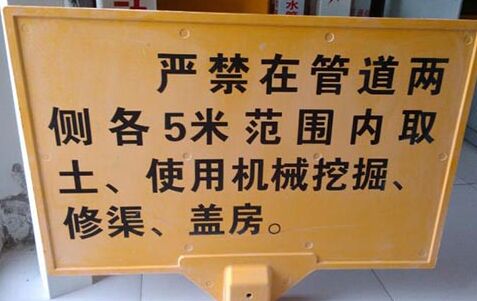 严禁在管道两
侧各5米范围内取
土、使用机械挖掘、
修渠、盖房。